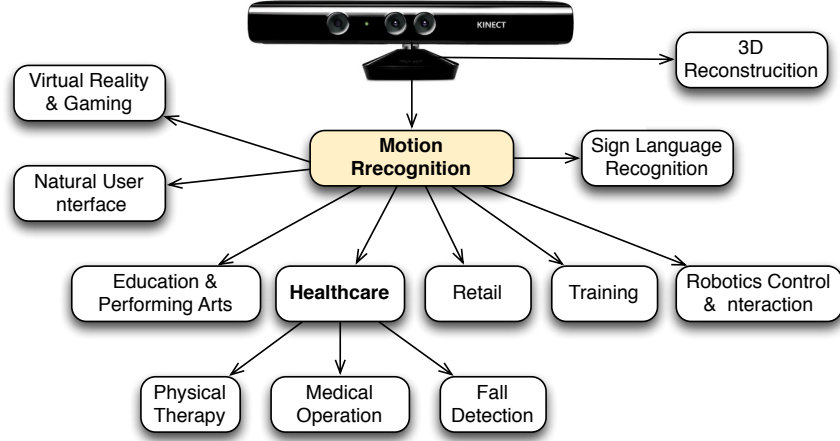 KINECT
3D
Reconstrucition
Virtual Reality
& Gaming
Motion
Rrecognition
Sign Language
Recognition
Natural User
nterface
Education &
Performing Arts
Healthcare
Retail
Training
Robotics Control
& nteraction
Physical
Therapy
Medical
Operation
Fall
Detection